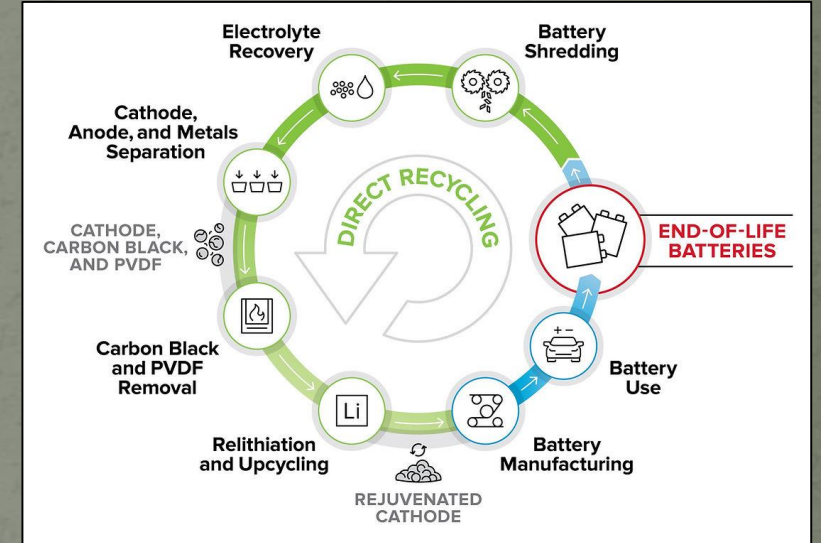 Electrolyte
Recovery
Battery
Shredding
Cathode,
Anode, and Metals
Separation
DIRECT RECYCLING
CATHODE,
CARBON BLACK,
AND PVDF
END-OF-LIFE
BATTERIES
+ −
Carbon Black
and PVDF
Removal
Battery
Use
Li
Relithiation
and Upcycling
Battery
Manufacturing
REJUVENATED
CATHODE